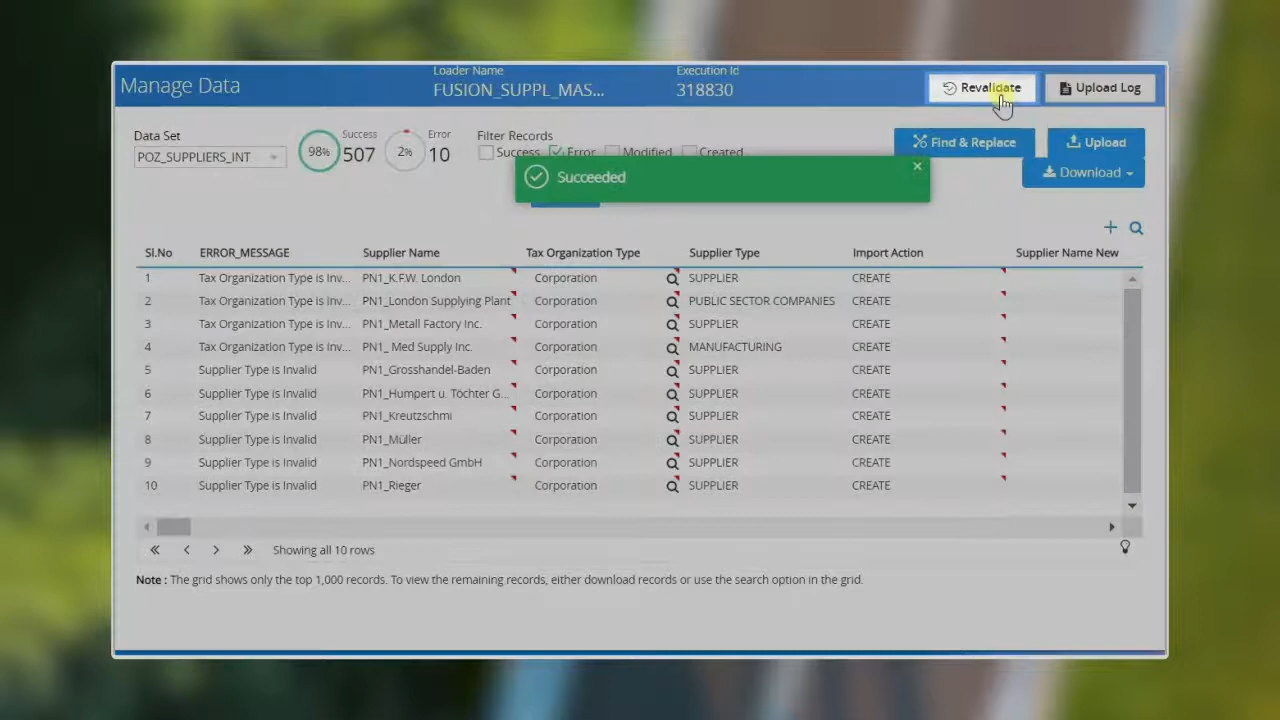 Manage Data
Loader Name
FUSION_SUPPL_MAS...
Execution Id
318830
Revalidate
Upload Log
Data Set
POZ_SUPPLIERS_INT
98%
Success
507
2%
Error
10
Filter Records
Success
Error
Modified
Created
Find & Replace
Upload
Download
Succeeded
Sl.No ERROR_MESSAGE Supplier Name Tax Organization Type Supplier Type Import Action Supplier Name New
1 Tax Organization Type is Inv... PN1_K.F.W. London Corporation SUPPLIER CREATE
2 Tax Organization Type is Inv... PN1_London Supplying Plant Corporation PUBLIC SECTOR COMPANIES CREATE
3 Tax Organization Type is Inv... PN1_Metall Factory Inc. Corporation SUPPLIER CREATE
4 Tax Organization Type is Inv... PN1_ Med Supply Inc. Corporation MANUFACTURING CREATE
5 Supplier Type is Invalid PN1_Grosshandel-Baden Corporation SUPPLIER CREATE
6 Supplier Type is Invalid PN1_Humpert u. Töchter G... Corporation SUPPLIER CREATE
7 Supplier Type is Invalid PN1_Kreutzschmi Corporation SUPPLIER CREATE
8 Supplier Type is Invalid PN1_Müller Corporation SUPPLIER CREATE
9 Supplier Type is Invalid PN1_Nordspeed GmbH Corporation SUPPLIER CREATE
10 Supplier Type is Invalid PN1_Rieger Corporation SUPPLIER CREATE
Showing all 10 rows
Note : The grid shows only the top 1,000 records. To view the remaining records, either download records or use the search option in the grid.